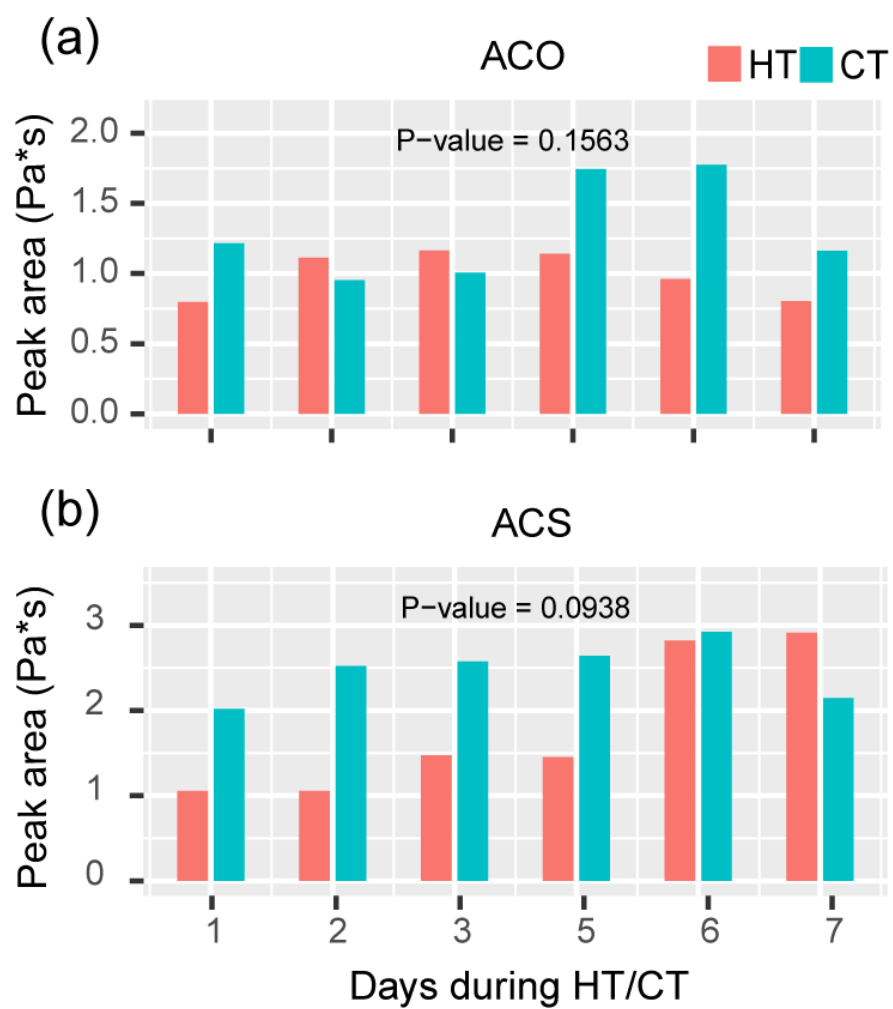 (a)
ACO
HT CT
Peak area (Pa*s)
2.0
1.5
1.0
0.5
0.0
P-value = 0.1563
(b)
ACS
Peak area (Pa*s)
3
2
1
0
P-value = 0.0938
1 2 3 5 6 7
Days during HT/CT